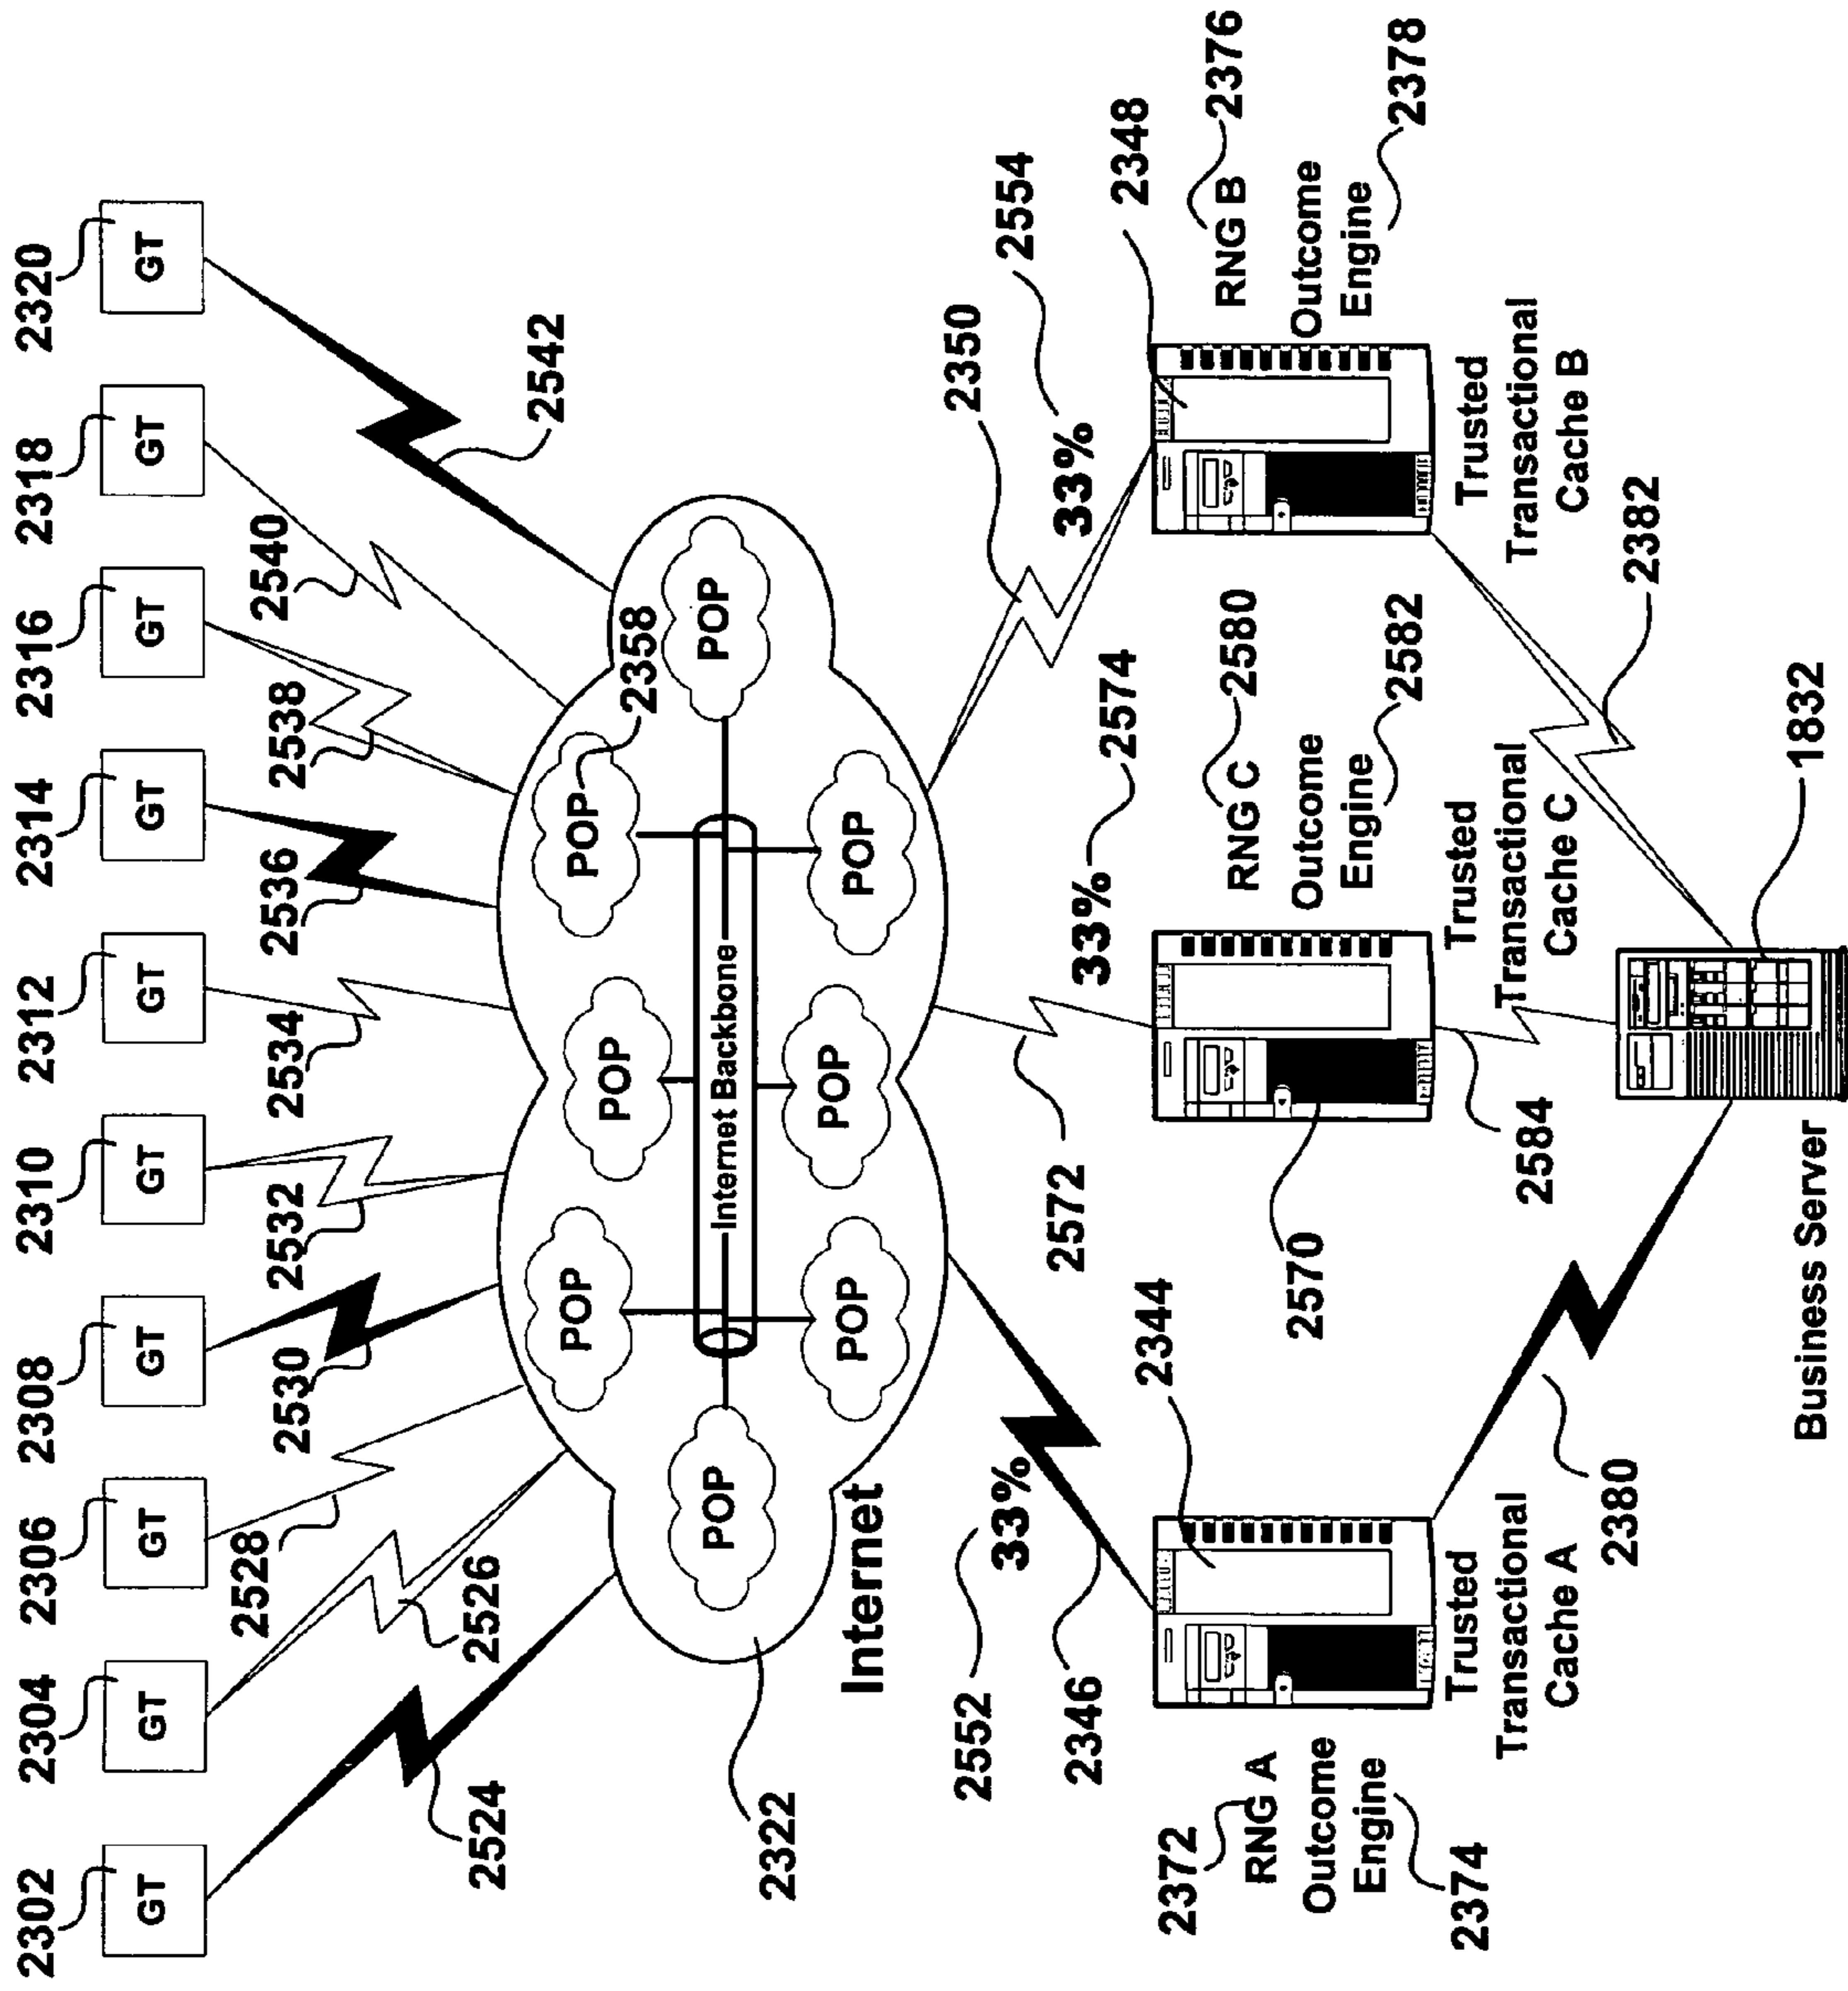 2302
2304
2306
2308
2310
2312
2314
2316
2318
2320
GT
GT
GT
GT
GT
GT
GT
GT
GT
GT
2524
2526
2528
2530
2532
2534
2536
2538
2540
2542
POP
POP
POP
POP
2358
POP
Internet Backbone
POP
POP
POP
2322
Internet
2552
33%
2346
2572
33%
2574
2350
33%
2554
2344
2570
2348
2372
RNG A
Outcome
Engine
2374
RNG C
2580
Outcome
Engine
2582
RNG B
2376
Outcome
Engine
2378
Trusted
Transactional
Cache A
Trusted
Transactional
Cache C
Trusted
Transactional
Cache B
2380
2584
2382
Business Server
1832